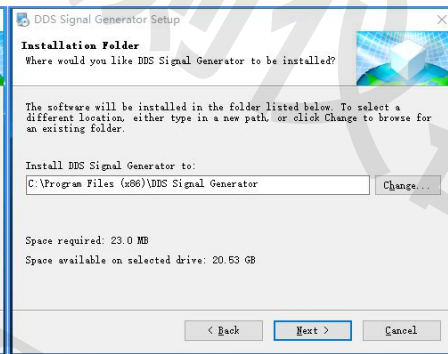 DDS Signal Generator Setup
Installation Folder
Where would you like DDS Signal Generator to be installed?
The software will be installed in the folder listed below. To select a
different location, either type in a new path, or click Change to browse for
an existing folder.
Install DDS Signal Generator to:
C:\Program Files (x86)\DDS Signal Generator
Change...
Space required: 23.0 MB
Space available on selected drive: 20.53 GB
< Back
Next >
Cancel